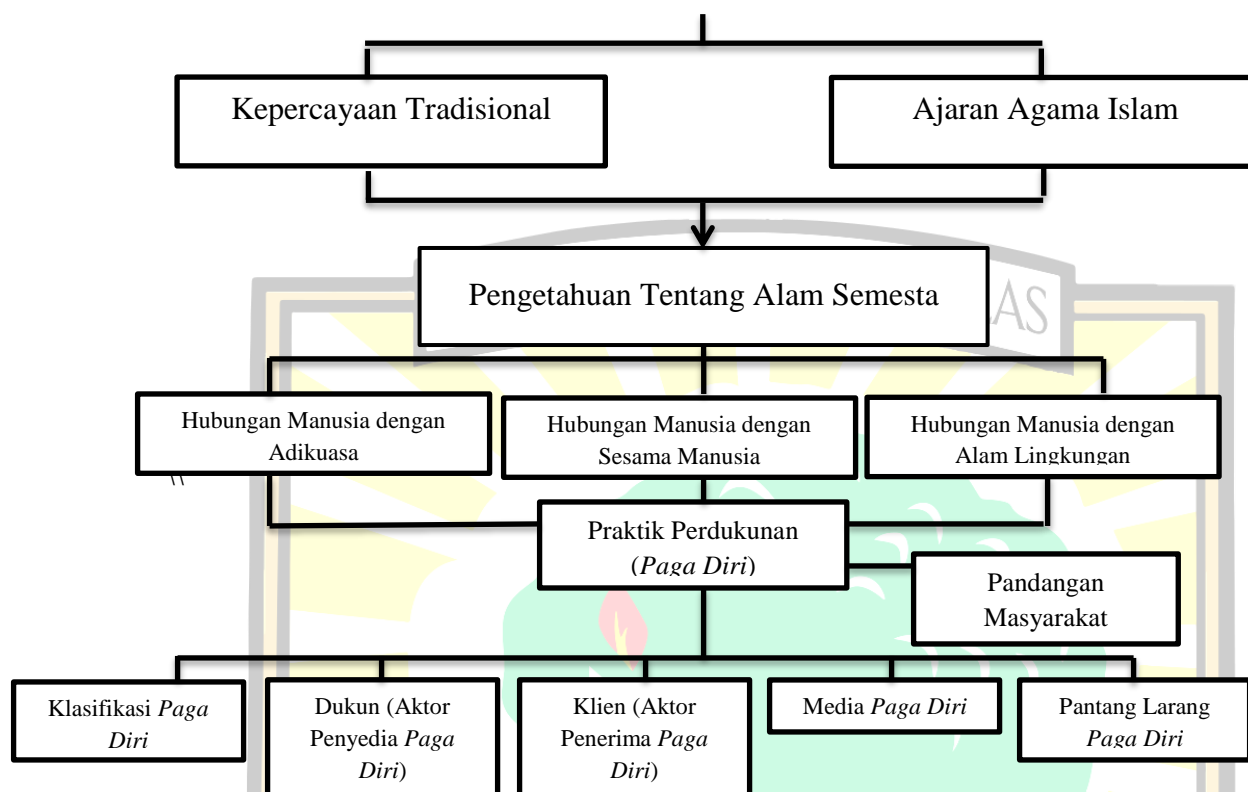 Kepercayaan Tradisional
Ajaran Agama Islam
Pengetahuan Tentang Alam Semesta
AS
Hubungan Manusia dengan
Adikuasa
Hubungan Manusia dengan
Sesama Manusia
Hubungan Manusia dengan
Alam Lingkungan
Praktik Perdukunan
(Paga Diri)
Pandangan
Masyarakat
Klasifikasi Paga
Diri
Dukun (Aktor
Penyedia Paga
Diri)
Klien (Aktor
Penerima Paga
Diri)
Media Paga Diri
Pantang Larang
Paga Diri